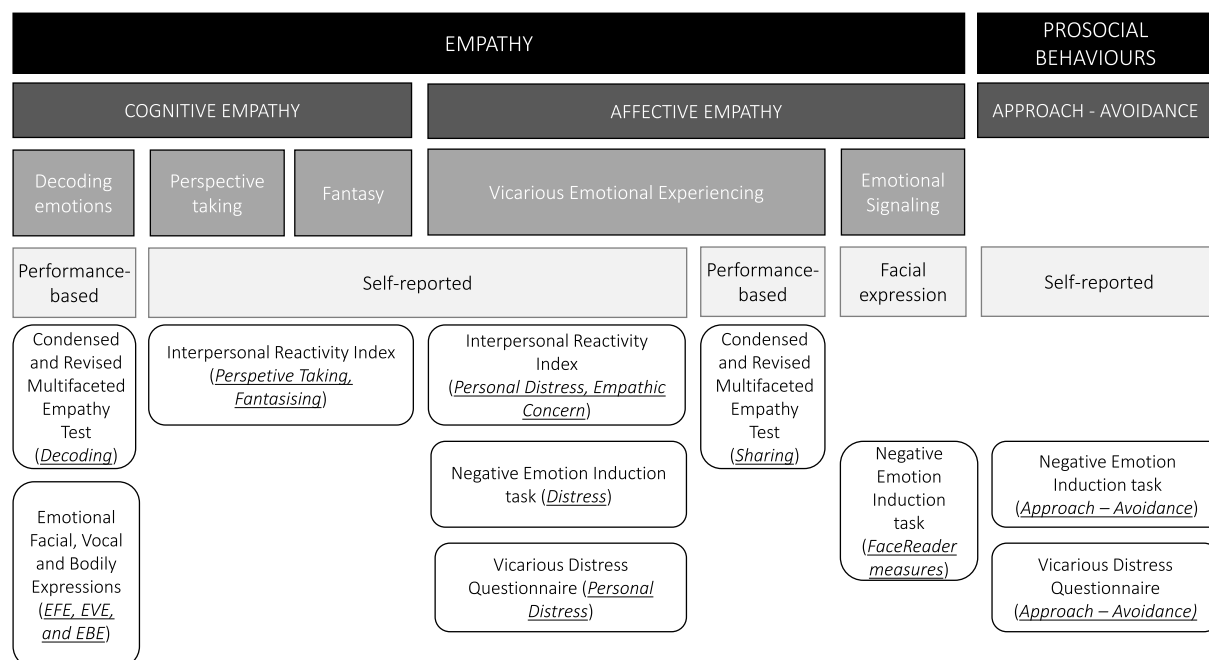 EMPATHY
PROSOCIAL
BEHAVIOURS
COGNITIVE EMPATHY
AFFECTIVE EMPATHY
APPROACH - AVOIDANCE
Decoding
emotions
Perspective
taking
Fantasy
Vicarious Emotional Experiencing
Emotional
Signaling
Performance-
based
Self-reported
Performance-
based
Facial
expression
Self-reported
Condensed
and Revised
Multifaceted
Empathy
Test
(Decoding)
Interpersonal Reactivity Index
(Perspetive Taking,
Fantasising)
Interpersonal Reactivity
Index
(Personal Distress, Empathic
Concern)
Condensed
and Revised
Multifaceted
Empathy
Test
(Sharing)
Negative Emotion Induction
task (Distress)
Negative
Emotion
Induction
task
(FaceReader
measures)
Negative Emotion
Induction task
(Approach – Avoidance)
Emotional
Facial, Vocal
and Bodily
Expressions
(EFE, EVE,
and EBE)
Vicarious Distress
Questionnaire (Personal
Distress)
Vicarious Distress
Questionnaire
(Approach – Avoidance)